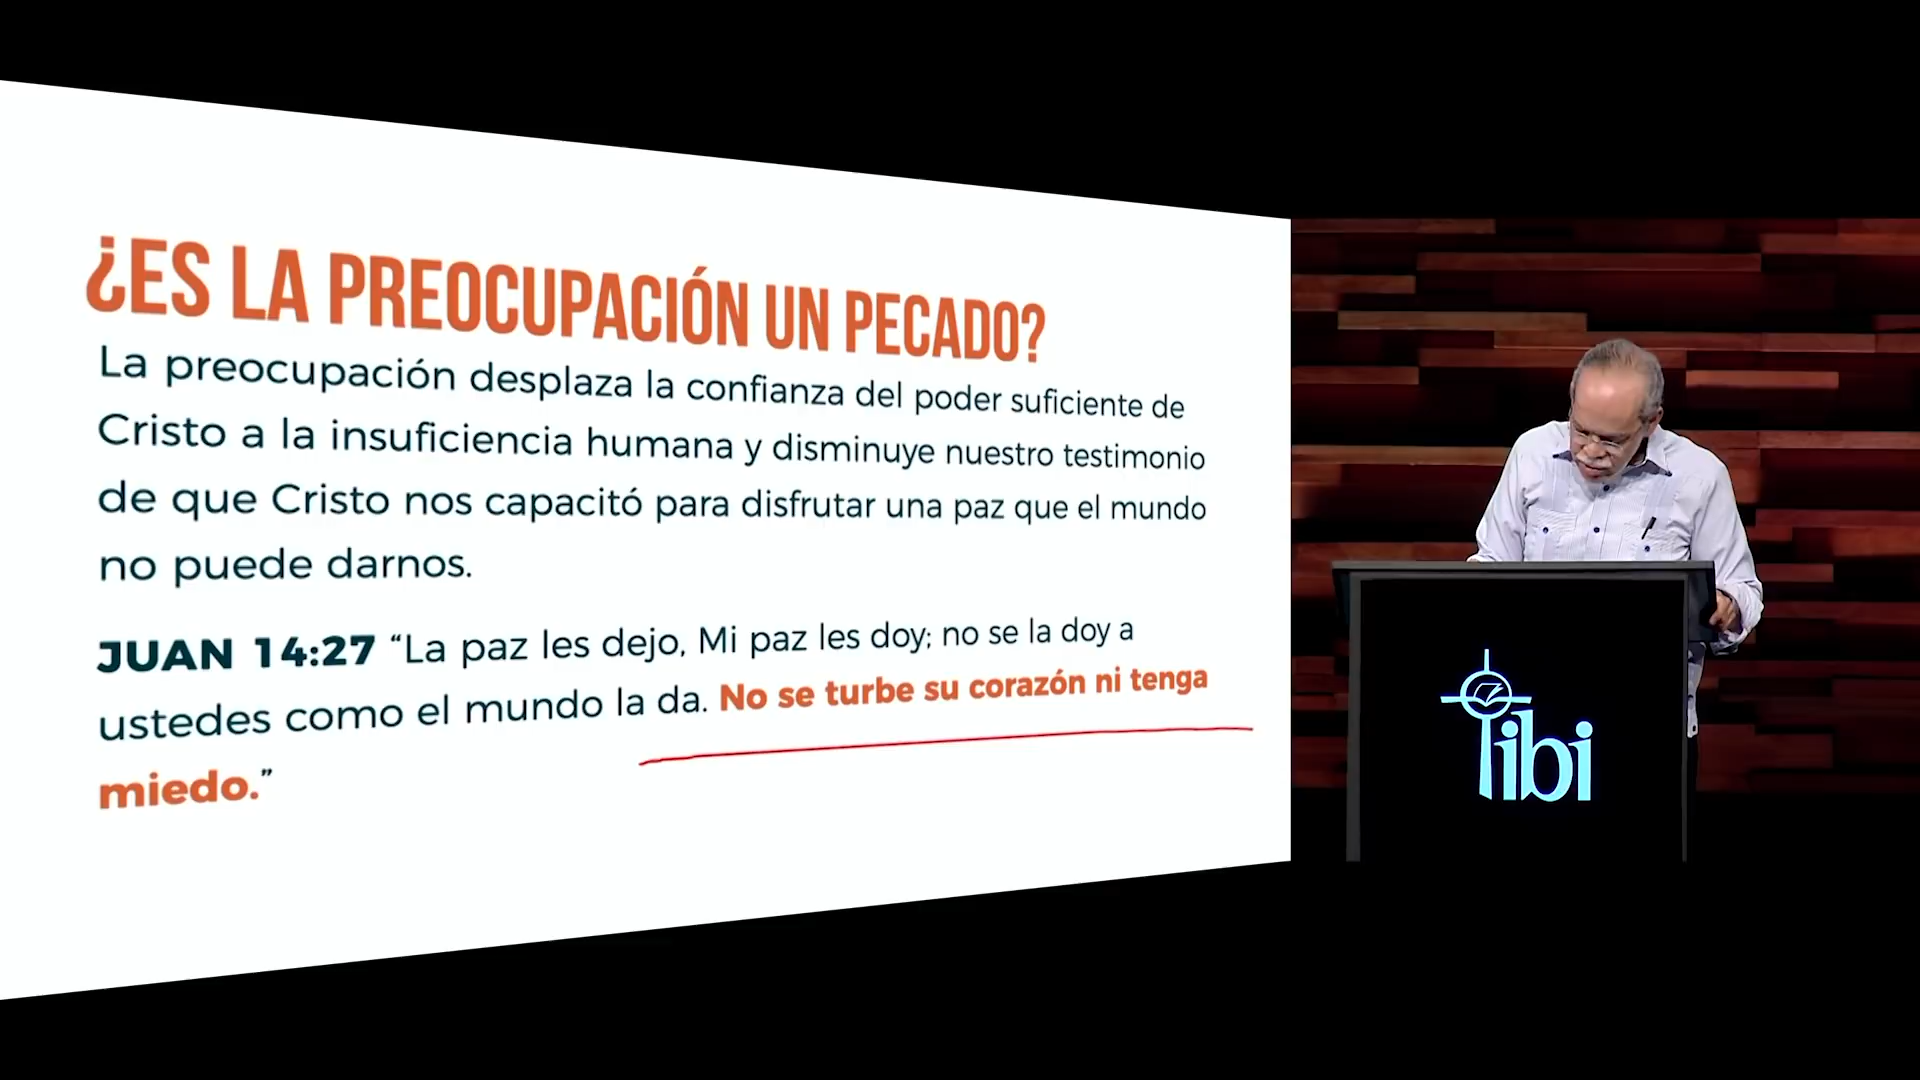 ¿ES LA PREOCUPACIÓN UN PECADO?
La preocupación desplaza la confianza del poder suficiente de
Cristo a la insuficiencia humana y disminuye nuestro testimonio
de que Cristo nos capacitó para disfrutar una paz que el mundo
no puede darnos.
JUAN 14:27 “La paz les dejo, Mi paz les doy; no se la doy a
ustedes como el mundo la da. No se turbe su corazón ni tenga
miedo.”
ibi